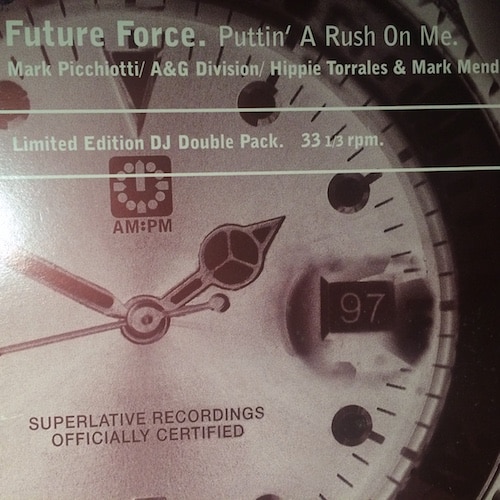 Future Force. Puttin' A Rush On Me.
Mark Picchiotti/ A&G Division/ Hippie Torrales & Mark Mend
Limited Edition DJ Double Pack. 33 1/3 rpm.
AM:PM
97
SUPERLATIVE RECORDINGS
OFFICIALLY CERTIFIED